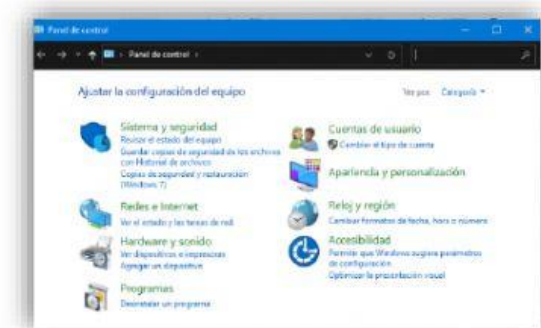 Panel de control
Panel de control
Ajustar la configuración del equipo
Ver por: Categoría
Sistema y seguridad
Revisar el estado del equipo
Guardar copias de seguridad de los archivos
con Historial de archivos
Copias de seguridad y restauración
(Windows 7)
Redes e Internet
Ver el estado y las tareas de red
Hardware y sonido
Ver dispositivos e impresoras
Agregar un dispositivo
Programas
Desinstalar un programa
Cuentas de usuario
Cambiar el tipo de cuenta
Apariencia y personalización
Reloj y región
Cambiar formatos de fecha, hora o número
Accesibilidad
Permitir que Windows sugiera parámetros
de configuración
Optimizar la presentación visual